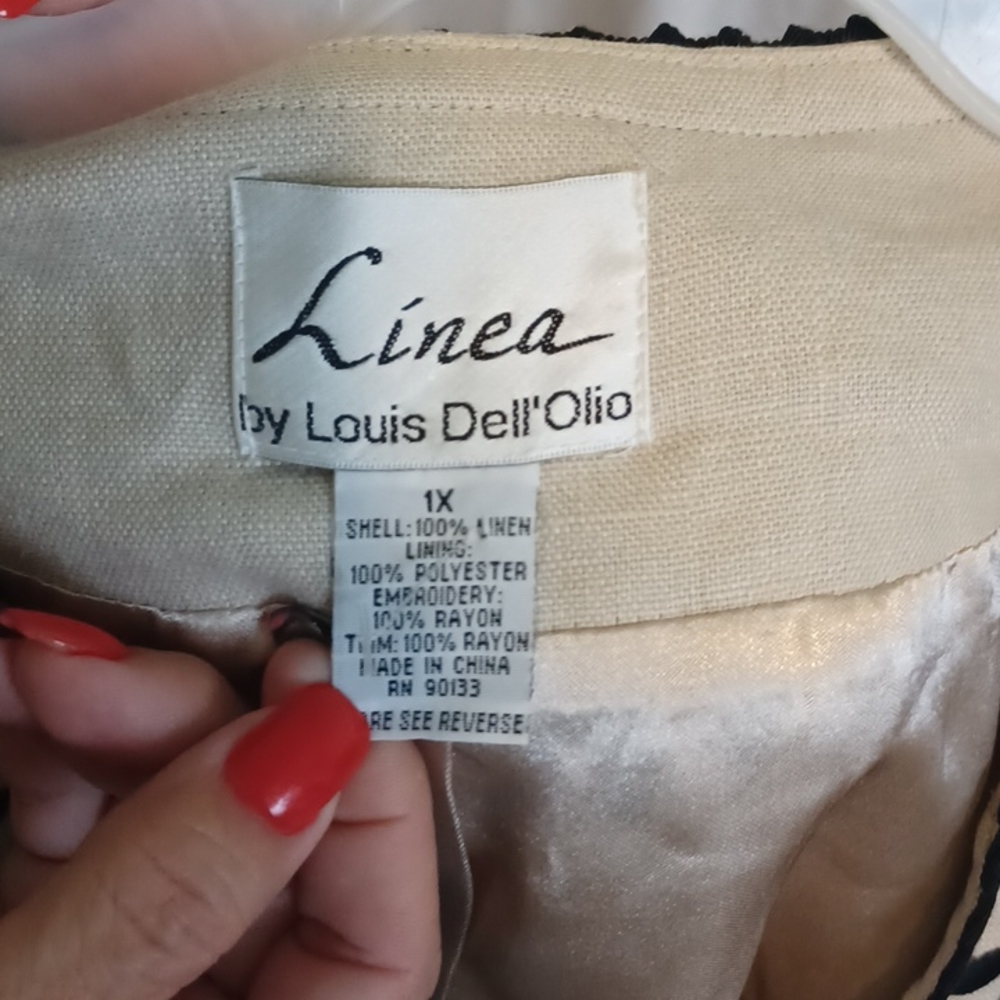 Linea
by Louis Dell'Olio
1X
SHELL:100% LINEN
LINING:
100% POLYESTER
EMBROIDERY:
100% RAYON
TRIM:100% RAYON
MADE IN CHINA
RN 90133
SEE REVERSE